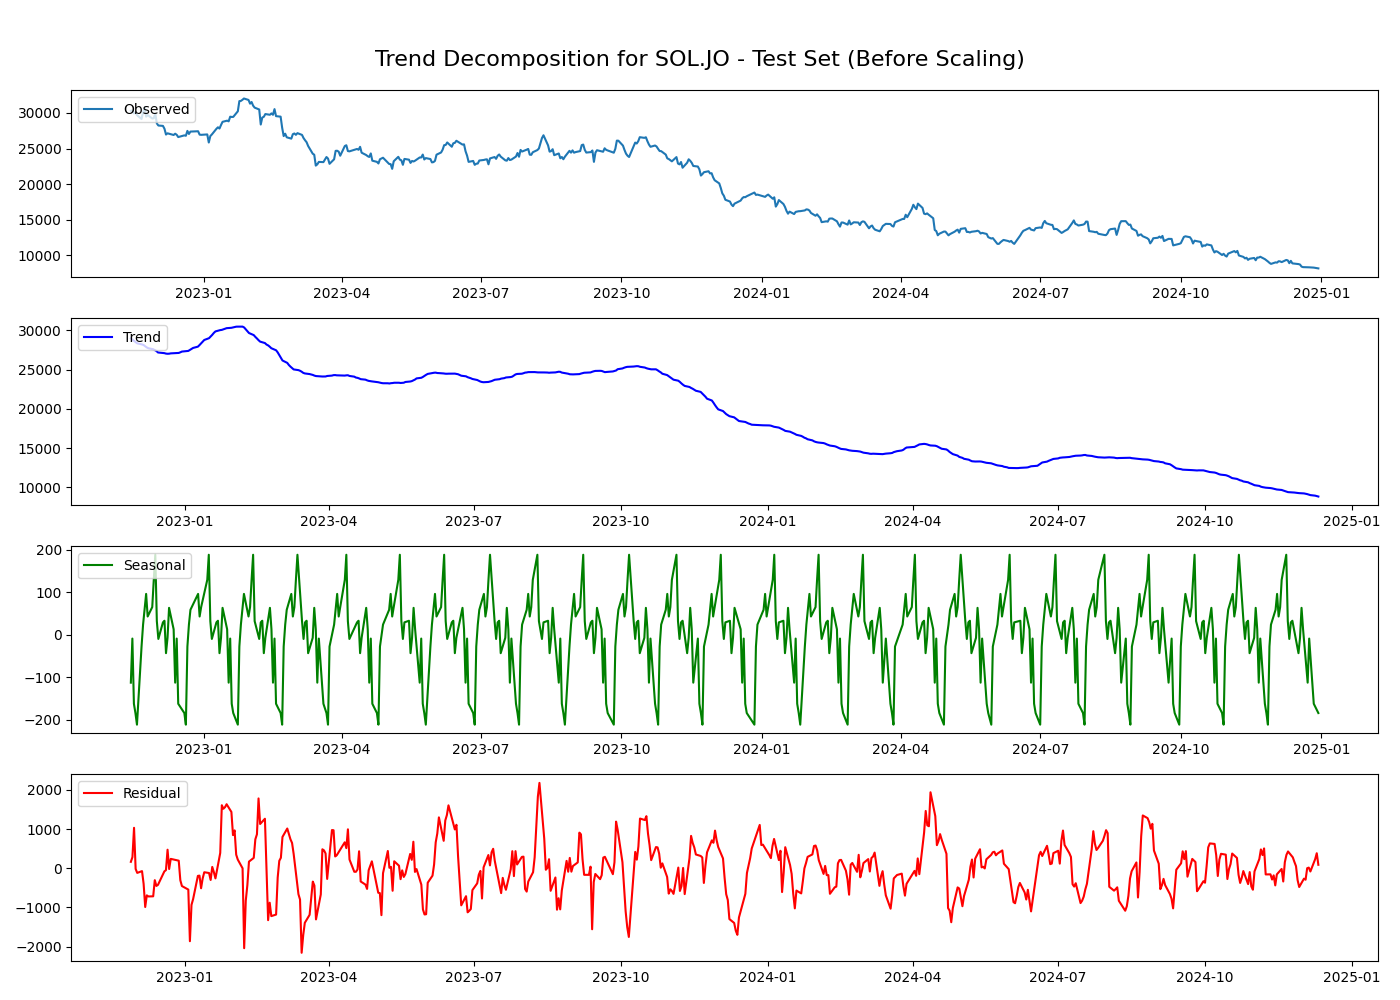 Trend Decomposition for SOL.JO - Test Set (Before Scaling)
Observed
30000
25000
20000
15000
10000
2023-01 2023-04 2023-07 2023-10 2024-01 2024-04 2024-07 2024-10 2025-01
Trend
30000
25000
20000
15000
10000
2023-01 2023-04 2023-07 2023-10 2024-01 2024-04 2024-07 2024-10 2025-01
Seasonal
200
100
0
−100
−200
2023-01 2023-04 2023-07 2023-10 2024-01 2024-04 2024-07 2024-10 2025-01
Residual
2000
1000
0
−1000
−2000
2023-01 2023-04 2023-07 2023-10 2024-01 2024-04 2024-07 2024-10 2025-01